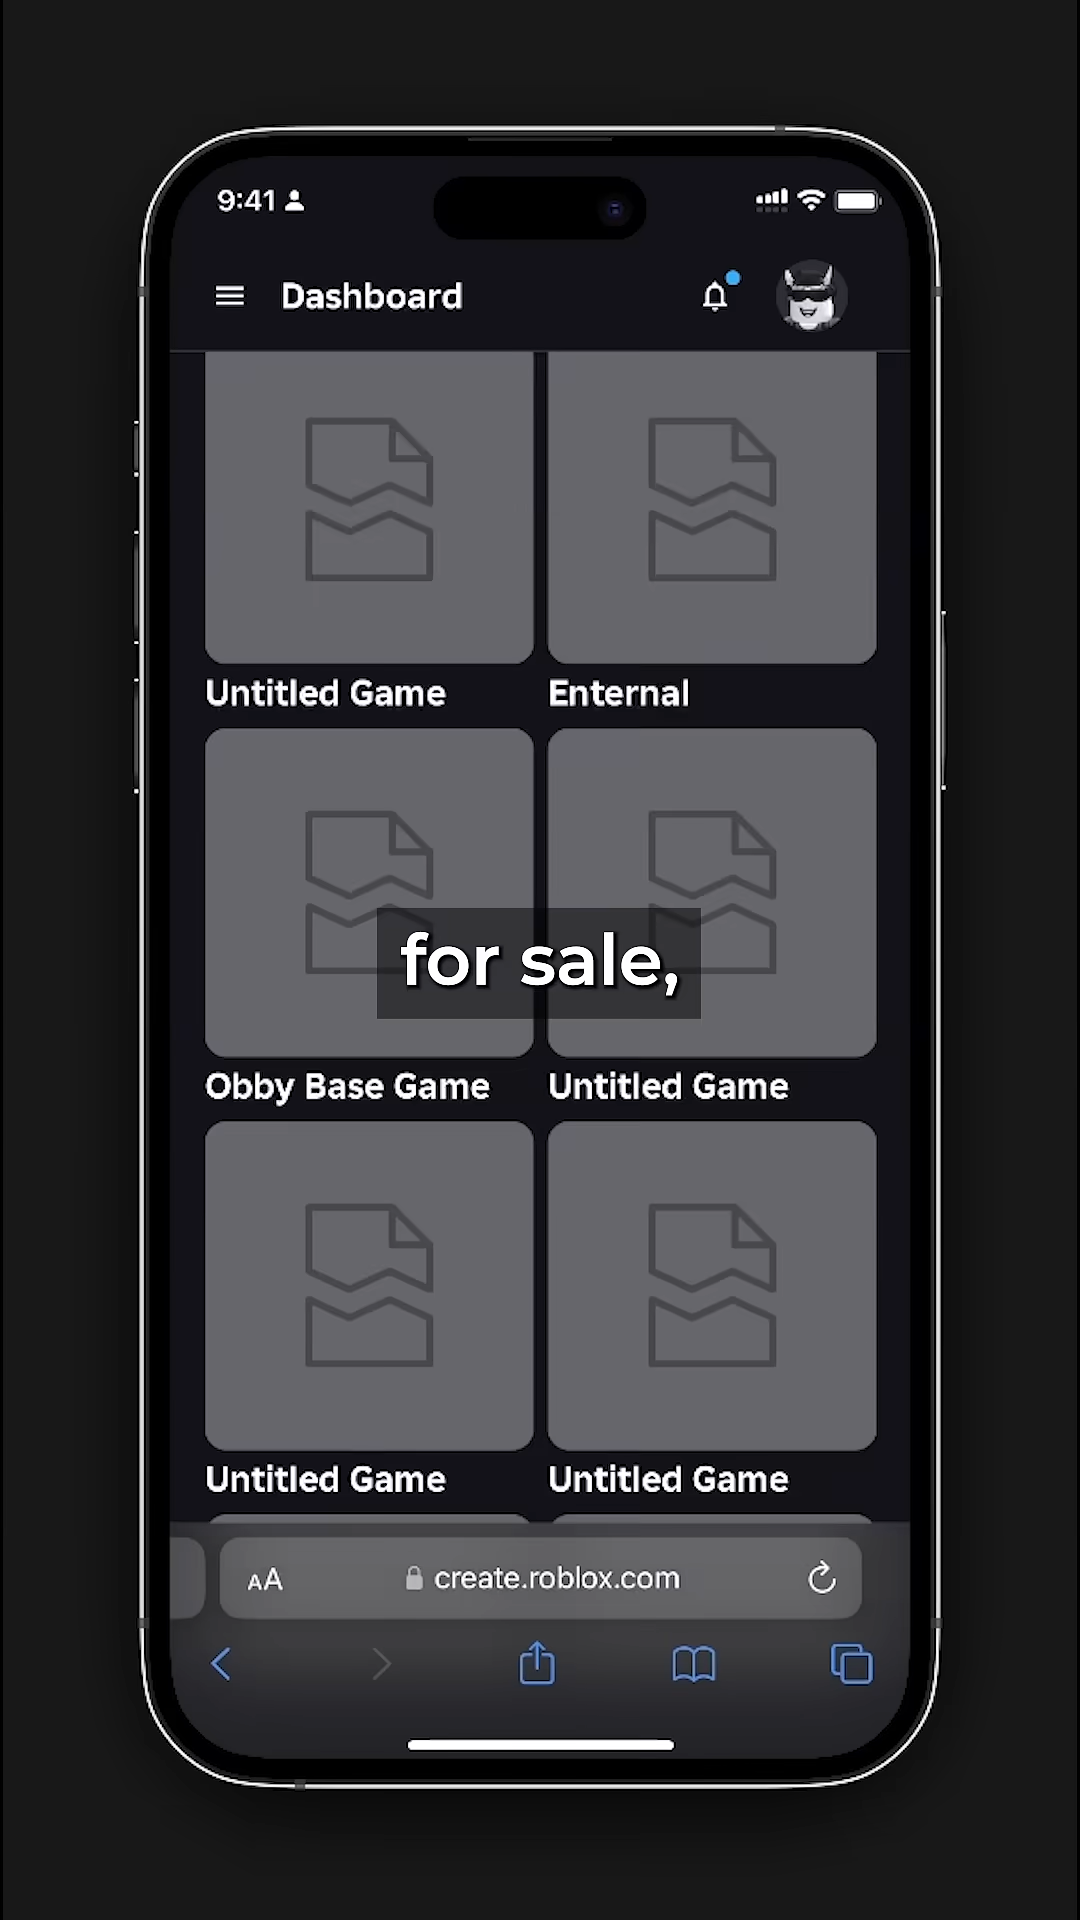 9:41
Dashboard
Untitled Game
Enternal
for sale,
Obby Base Game
Untitled Game
Untitled Game
Untitled Game
AA
create.roblox.com